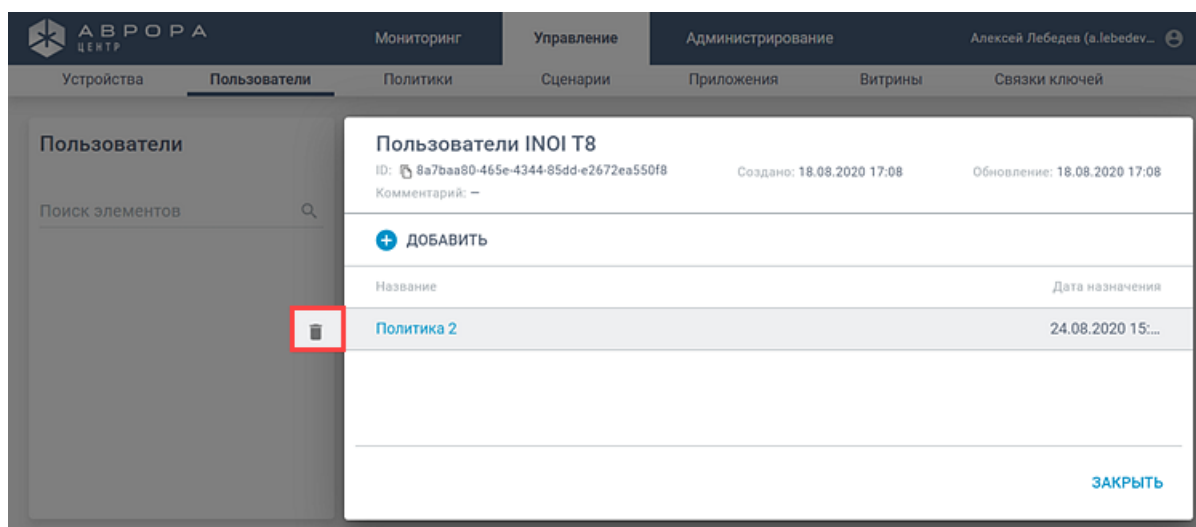 АВРОРА
ЦЕНТР
Мониторинг Управление Администрирование Алексей Лебедев (a.lebedev...
Устройства Пользователи Политики Сценарии Приложения Витрины Связки ключей
Пользователи
Поиск элементов
Пользователи INOI T8
ID: 8a7baa80-465e-4344-85dd-e2672ea550f8 Создано: 18.08.2020 17:08 Обновление: 18.08.2020 17:08
Комментарий: —
ДОБАВИТЬ
Название Дата назначения
Политика 2 24.08.2020 15:...
ЗАКРЫТЬ